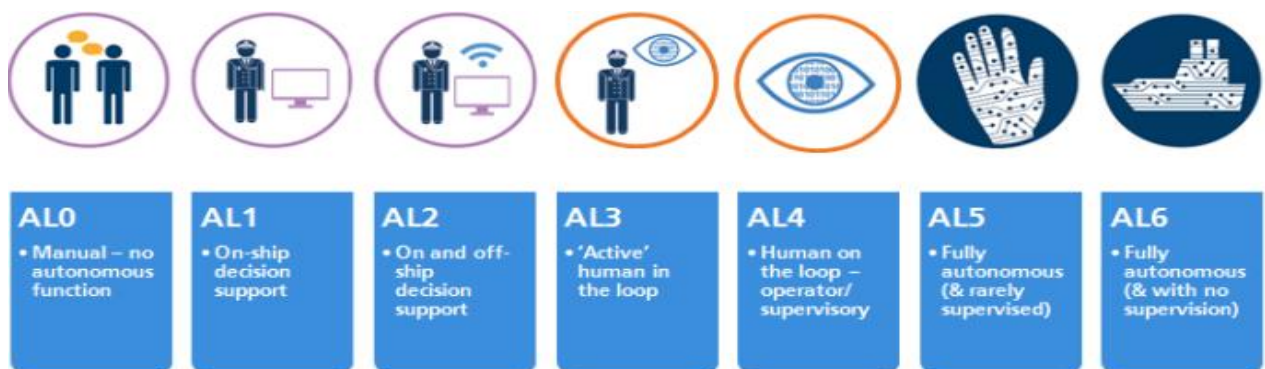 AL0
• Manual – no
autonomous
function
AL1
• On-ship
decision
support
AL2
• On and off-
ship
decision
support
AL3
• ‘Active’
human in
the loop
AL4
• Human on
the loop –
operator/
supervisory
AL5
• Fully
autonomous
(& rarely
supervised)
AL6
• Fully
autonomous
(& with no
supervision)